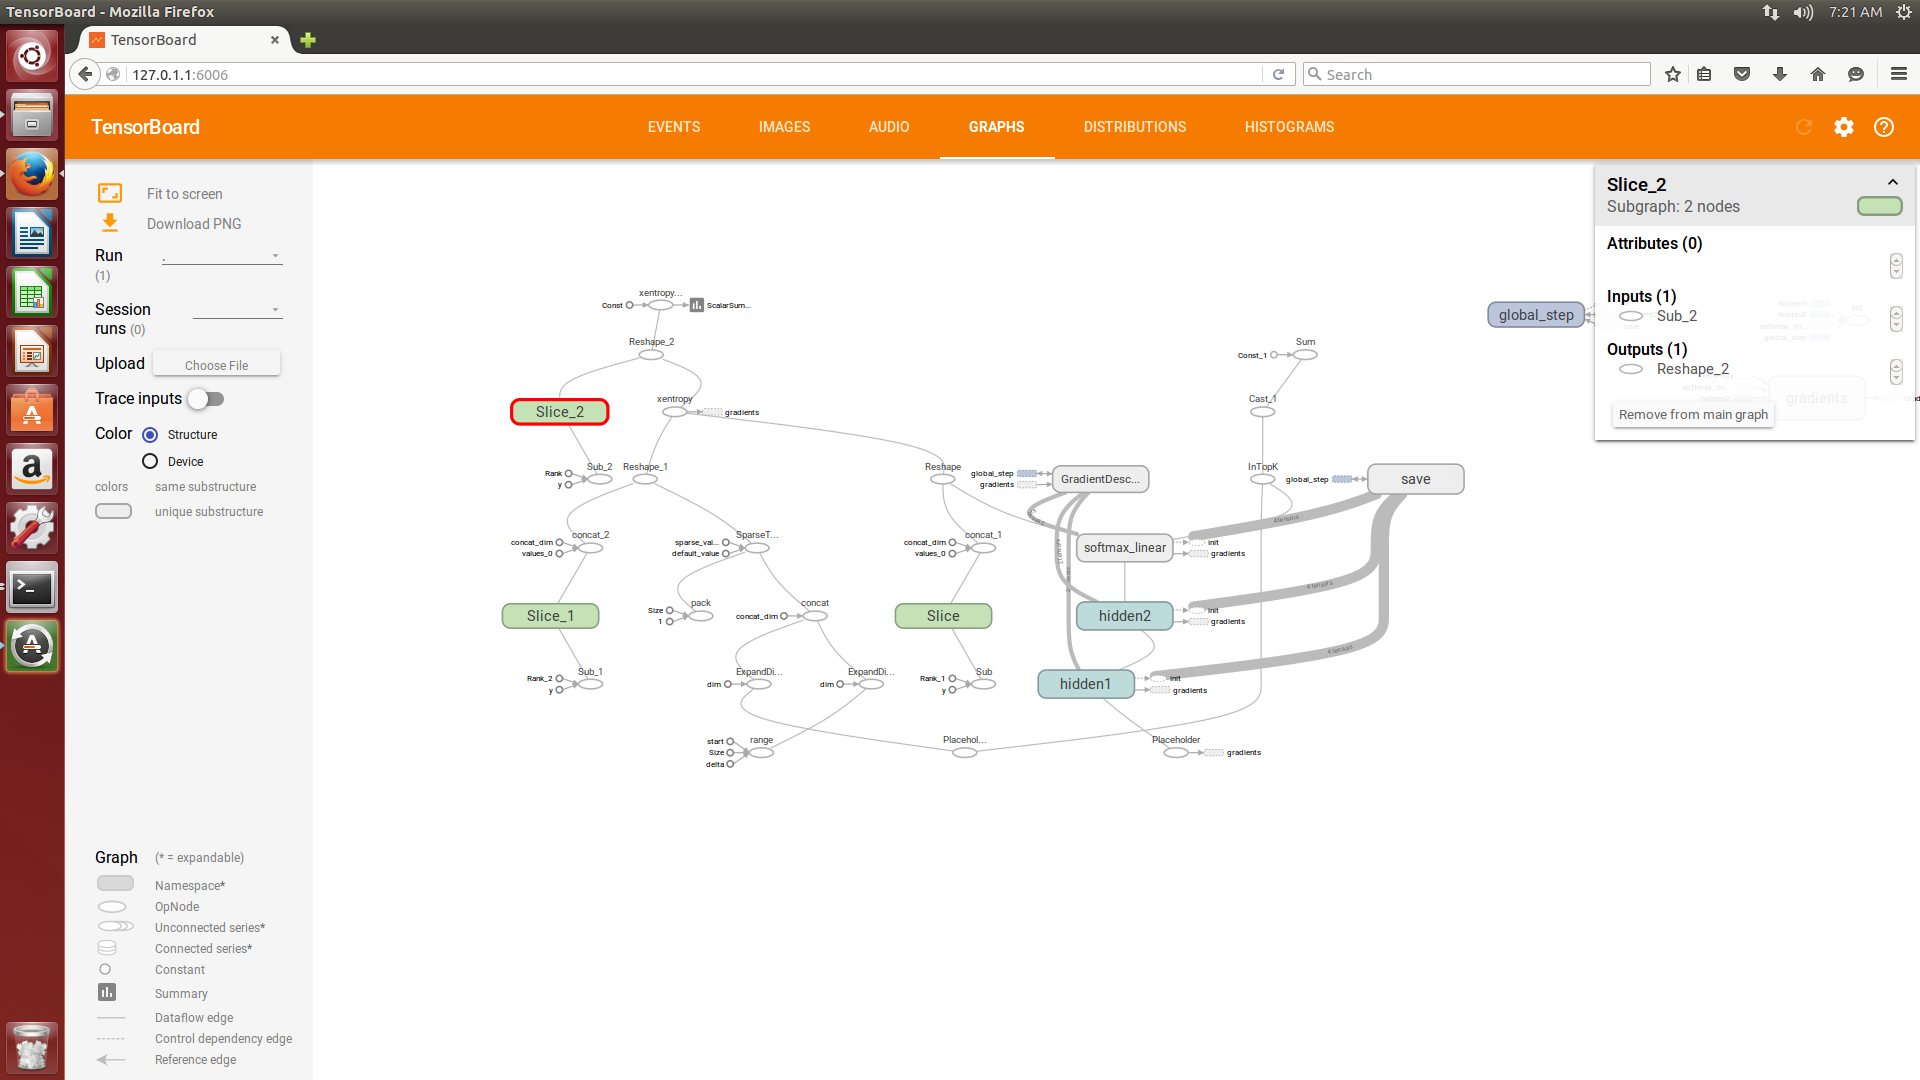 TensorBoard - Mozilla Firefox
7:21 AM
TensorBoard
127.0.1.1:6006
Search
TensorBoard
EVENTS
IMAGES
AUDIO
GRAPHS
DISTRIBUTIONS
HISTOGRAMS
Fit to screen
Download PNG
Run
(1)
.
Session
runs (0)
Upload
Choose File
Trace inputs
Color
Structure
Device
colors
same substructure
unique substructure
Graph
(* = expandable)
Namespace*
OpNode
Unconnected series*
Connected series*
Constant
Summary
Dataflow edge
Control dependency edge
Reference edge
xentropy...
Const
ScalarSum...
Reshape_2
Slice_2
xentropy
gradients
Rank
y
Sub_2
Reshape_1
concat_2
concat_dim
values_0
SparseT...
sparse_val...
default_value
Slice_1
Size
1
pack
concat
concat_dim
Sub_1
Rank_2
y
ExpandDi...
dim
ExpandDi...
dim
start
Size
delta
range
Reshape
concat_1
concat_dim
values_0
Slice
Sub
Rank_1
y
Placehol...
global_step
gradients
GradientDesc...
softmax_linear
init
gradients
hidden2
init
gradients
hidden1
init
gradients
Placeholder
gradients
Sum
Const_1
Cast_1
InTopK
global_step
save
4 tensors
4 tensors
4 tensors
global_step
Slice_2
Subgraph: 2 nodes
Attributes (0)
Inputs (1)
Sub_2
Outputs (1)
Reshape_2
Remove from main graph
gradients